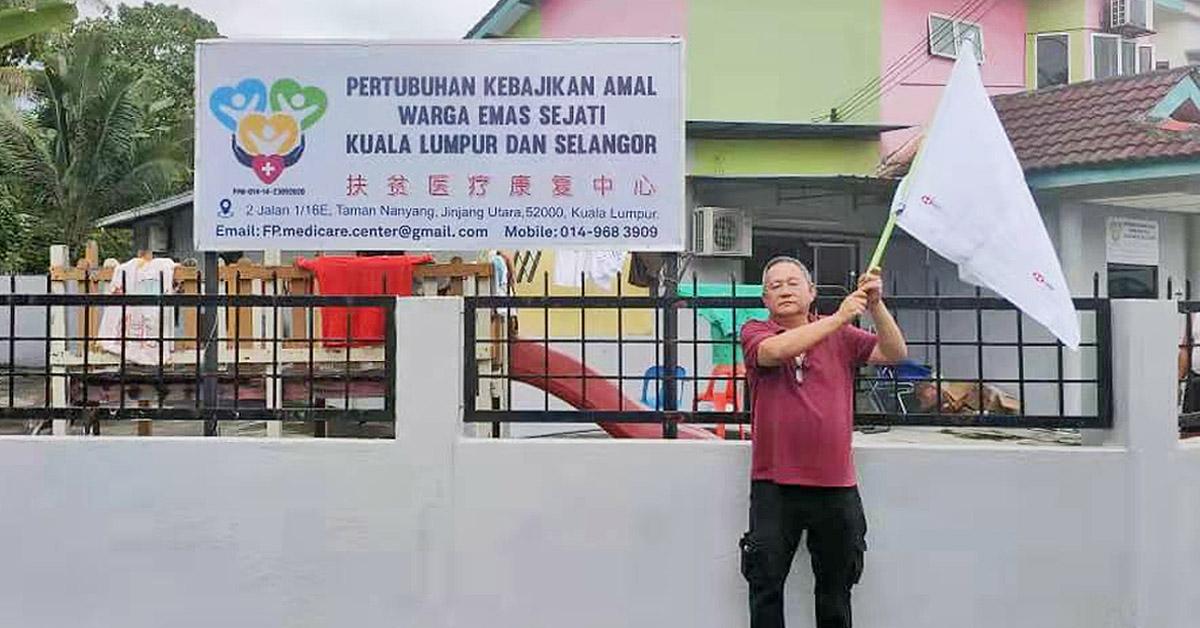 PERTUBUHAN KEBAJIKAN AMAL
WARGA EMAS SEJATI
KUALA LUMPUR DAN SELANGOR
扶贫医疗康复中心
2 Jalan 1/16E, Taman Nanyang, Jinjang Utara,52000, Kuala Lumpur.
Email: FP.medicare.center@gmail. com Mobile: 014-968 3909